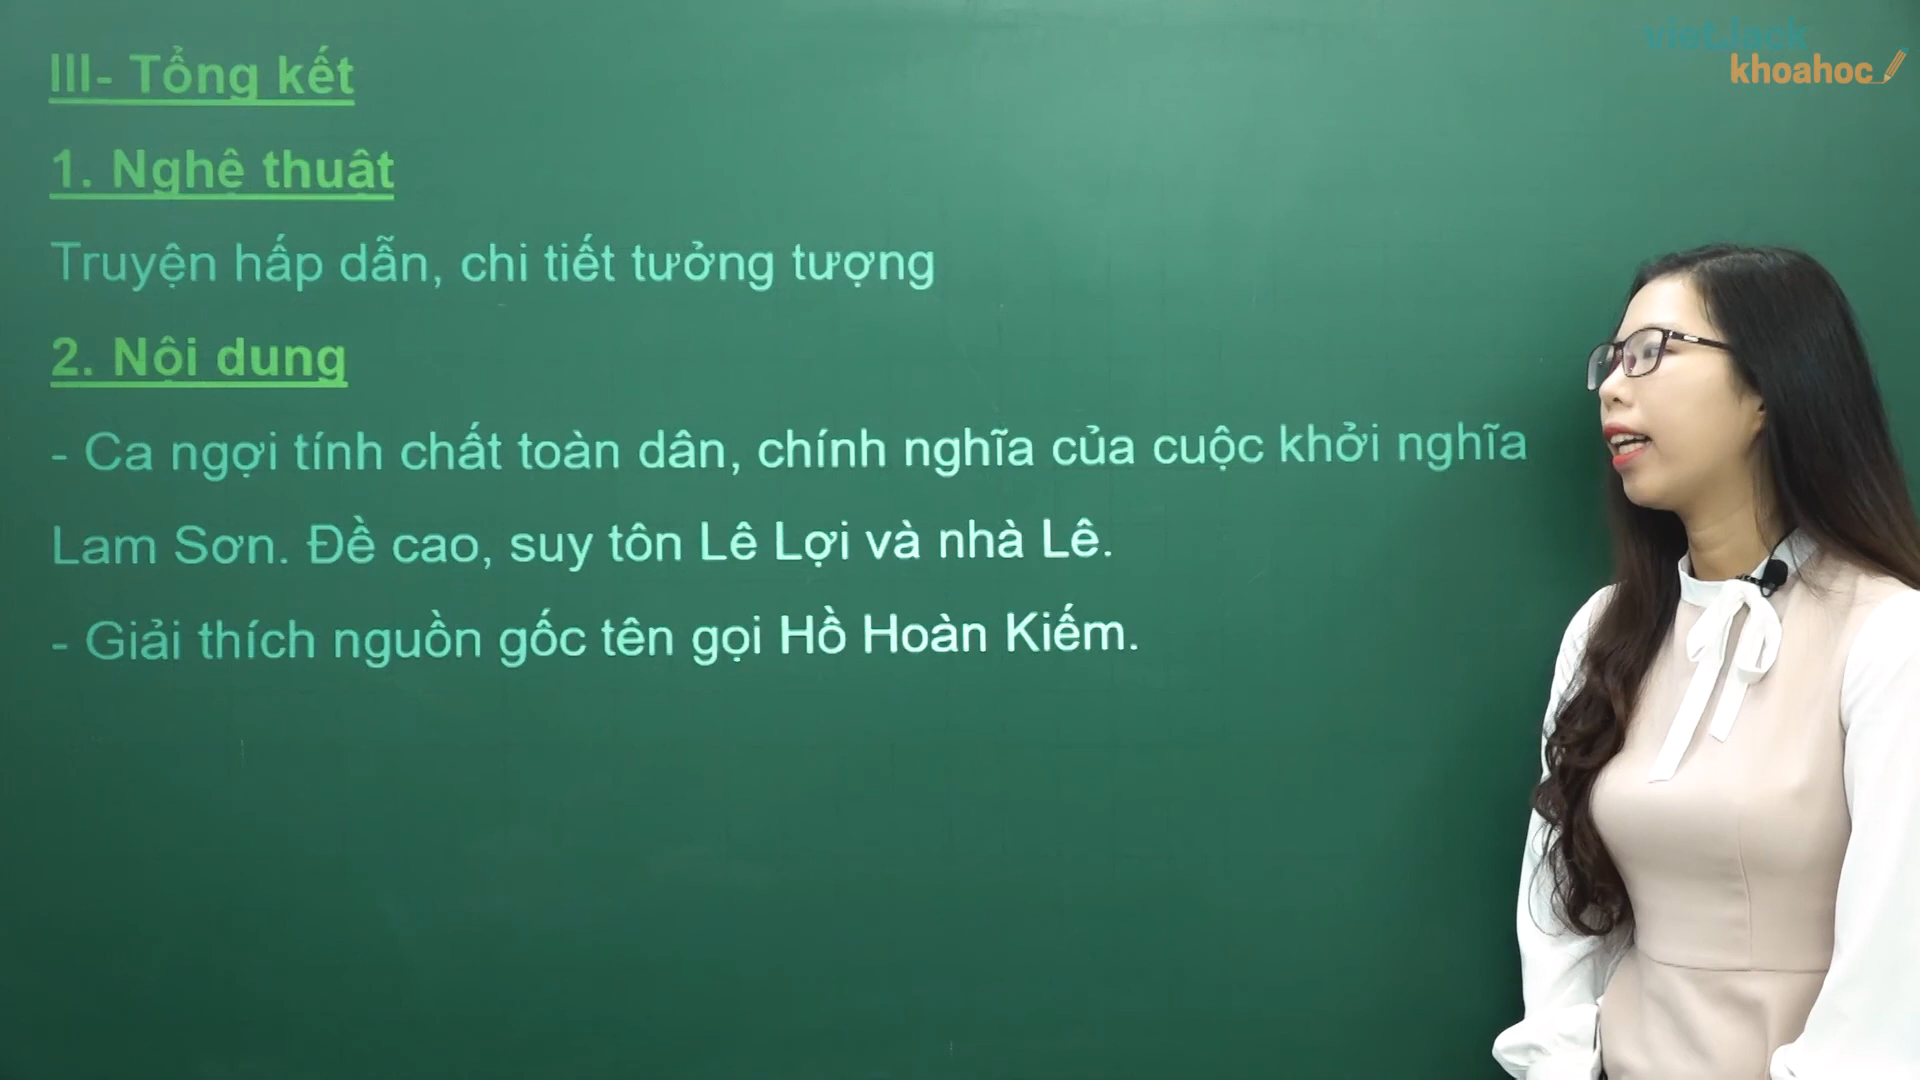 vietJack
khoahoc
III- Tổng kết
1. Nghệ thuật
Truyện hấp dẫn, chi tiết tưởng tượng
2. Nội dung
- Ca ngợi tính chất toàn dân, chính nghĩa của cuộc khởi nghĩa
Lam Sơn. Đề cao, suy tôn Lê Lợi và nhà Lê.
- Giải thích nguồn gốc tên gọi Hồ Hoàn Kiếm.